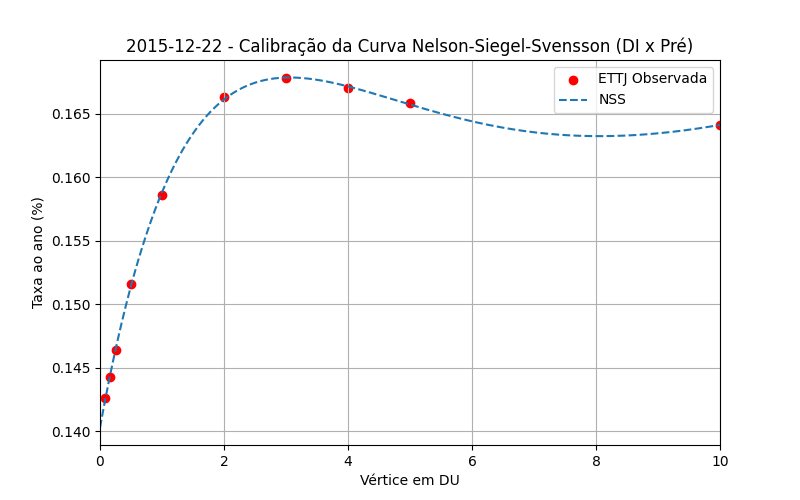 2015-12-22 - Calibração da Curva Nelson-Siegel-Svensson (DI x Pré)
ETTJ Observada
NSS
Taxa ao ano (%)
0.165
0.160
0.155
0.150
0.145
0.140
0 2 4 6 8 10
Vértice em DU